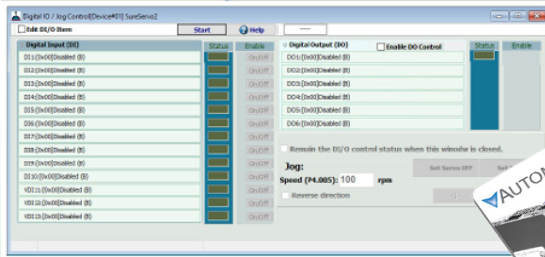 Digital IO / Jog Control[Device#01] SureServo2
Edit DI/O Item Start Help
Digital Input (DI) Status Enable
DI1:[0x00]Disabled (B) On/Off
DI2:[0x00]Disabled (B) On/Off
DI3:[0x00]Disabled (B) On/Off
DI4:[0x00]Disabled (B) On/Off
DI5:[0x00]Disabled (B) On/Off
DI6:[0x00]Disabled (B) On/Off
DI7:[0x00]Disabled (B) On/Off
DI8:[0x00]Disabled (B) On/Off
DI9:[0x00]Disabled (B) On/Off
DI10:[0x00]Disabled (B) On/Off
VDI11:[0x00]Disabled (B) On/Off
VDI12:[0x00]Disabled (B) On/Off
VDI13:[0x00]Disabled (B) On/Off
Digital Output (DO) Enable DO Control Status Enable
DO1:[0x00]Disabled (B)
DO2:[0x00]Disabled (B)
DO3:[0x00]Disabled (B)
DO4:[0x00]Disabled (B)
DO5:[0x00]Disabled (B)
DO6:[0x00]Disabled (B)
Remain the DI/O control status when this window is closed.
Jog: Set Servo OFF Set
Speed (P4.005): 100 rpm
Reverse direction
AUTOM